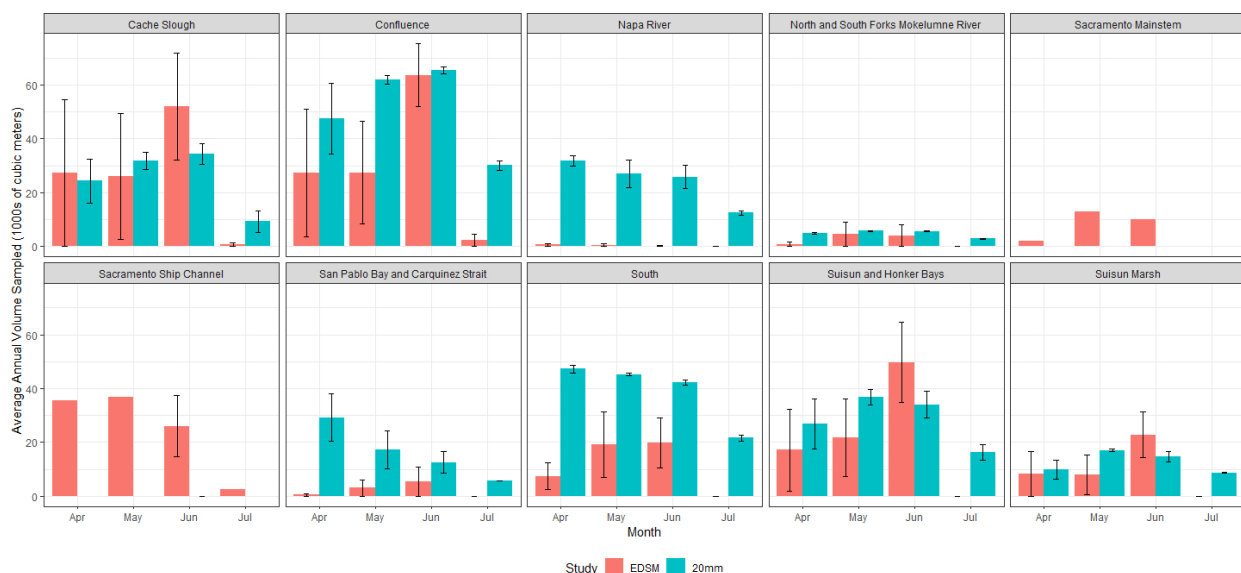 Cache Slough
Confluence
Napa River
North and South Forks Mokelumne River
Sacramento Mainstem
Sacramento Ship Channel
San Pablo Bay and Carquinez Strait
South
Suisun and Honker Bays
Suisun Marsh
Average Annual Volume Sampled (1000s of cubic meters)
60
40
20
0
60
40
20
0
Apr May Jun Jul
Apr May Jun Jul
Apr May Jun Jul
Apr May Jun Jul
Apr May Jun Jul
Month
Study EDSM 20mm